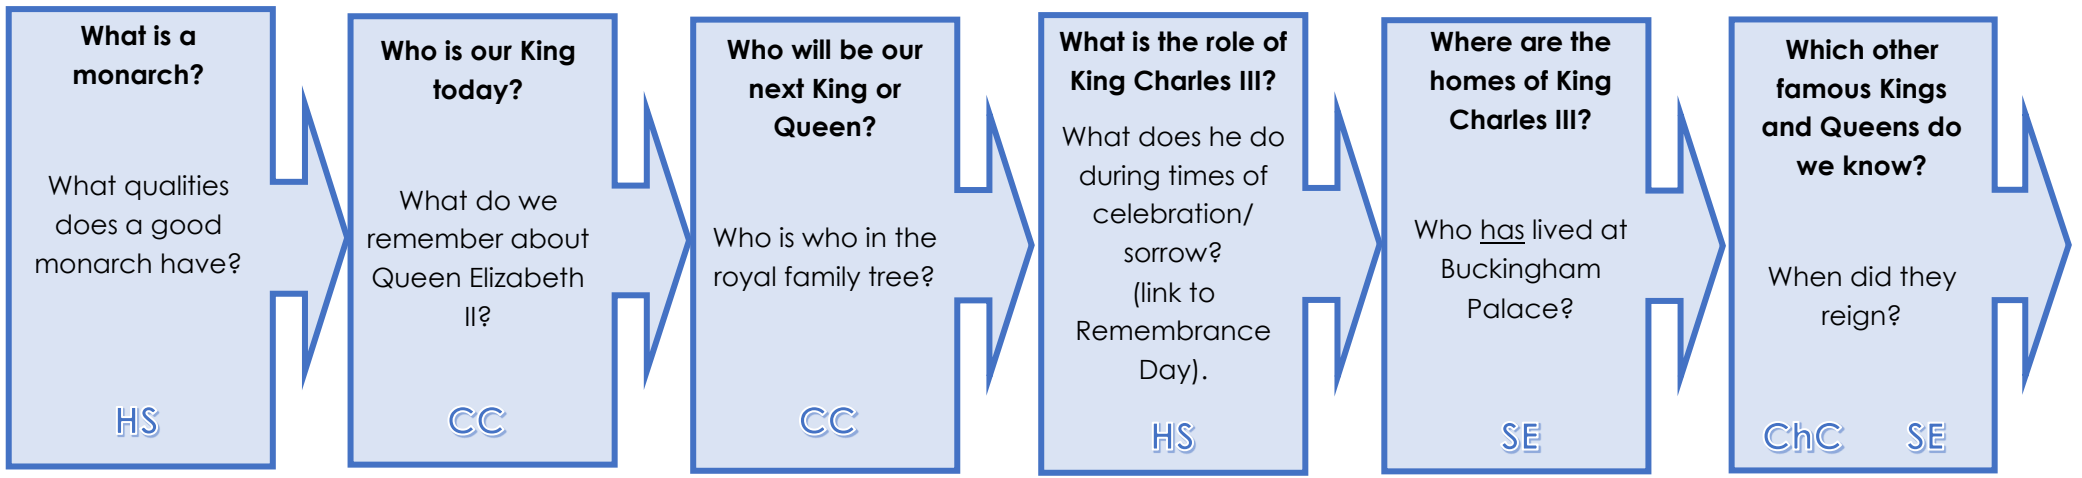 What is a
monarch?
What qualities
does a good
monarch have?
HS
Who is our King
today?
What do we
remember about
Queen Elizabeth
II?
CC
Who will be our
next King or
Queen?
Who is who in the
royal family tree?
CC
What is the role of
King Charles III?
What does he do
during times of
celebration/
sorrow?
(link to
Remembrance
Day).
HS
Where are the
homes of King
Charles III?
Who has lived at
Buckingham
Palace?
SE
Which other
famous Kings
and Queens do
we know?
When did they
reign?
ChC SE